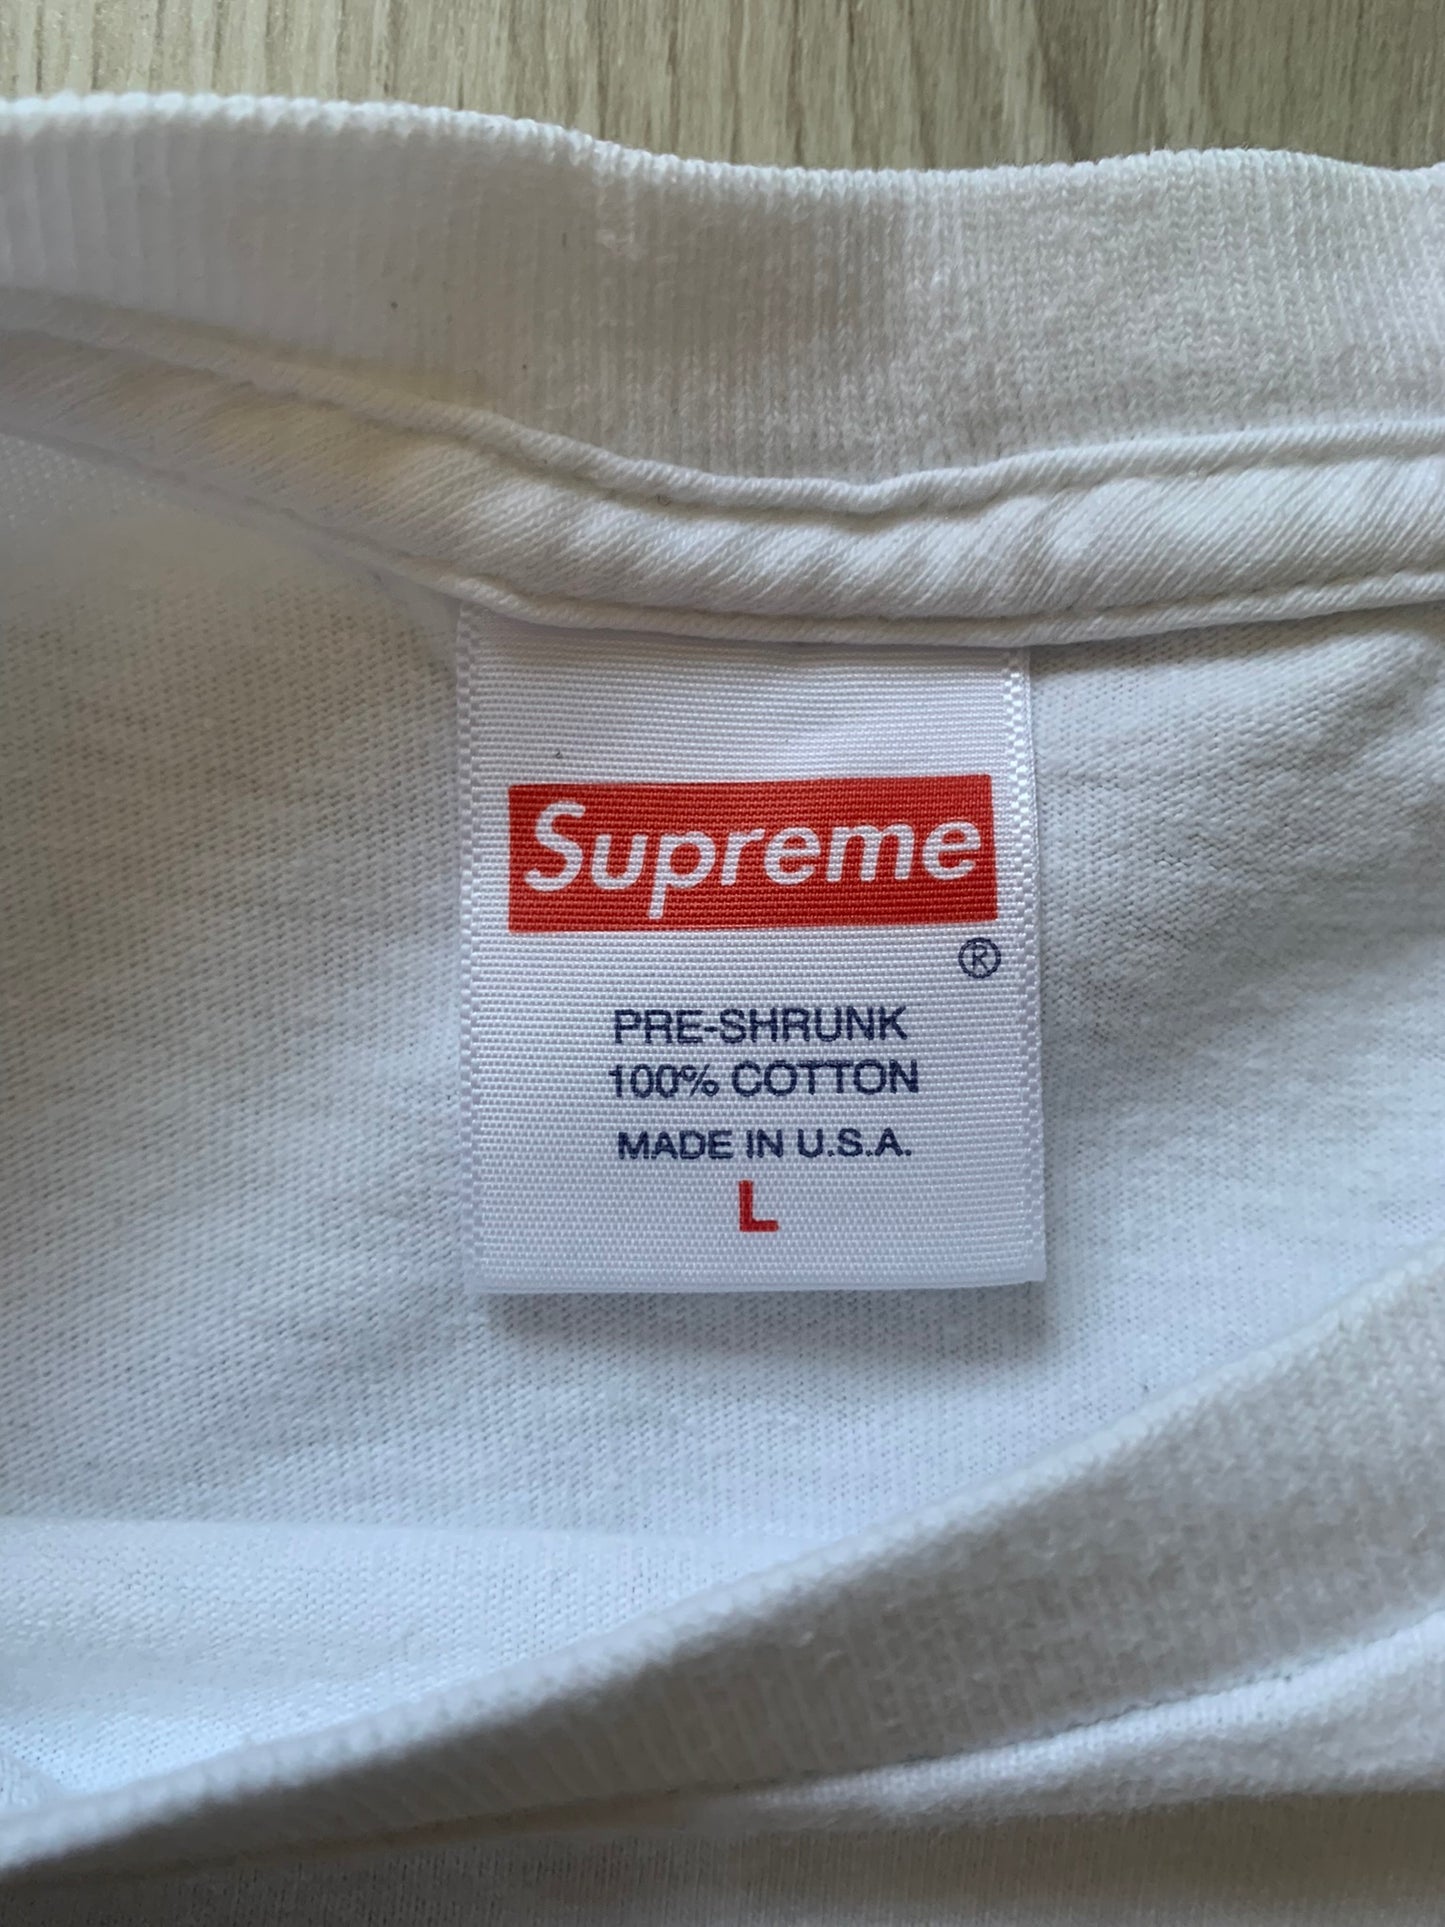 Supreme
®
PRE-SHRUNK
100% COTTON
MADE IN U.S.A.
L